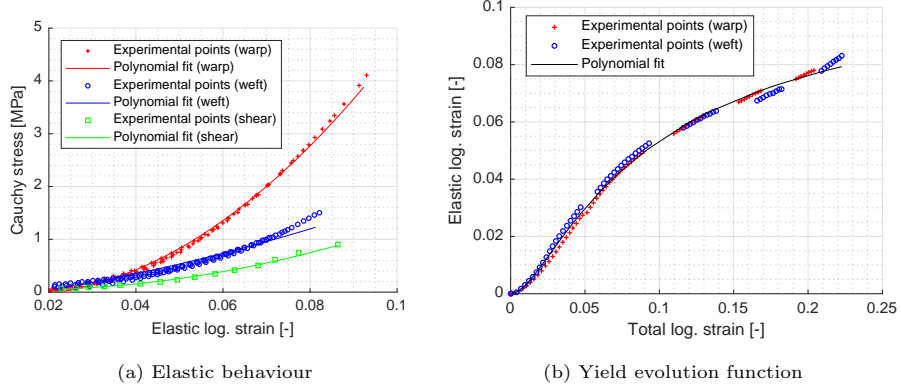 5
4
3
2
1
0
Cauchy stress [MPa]
Experimental points (warp)
Polynomial fit (warp)
Experimental points (weft)
Polynomial fit (weft)
Experimental points (shear)
Polynomial fit (shear)
0.02 0.04 0.06 0.08 0.1
Elastic log. strain [-]
(a) Elastic behaviour
0.1
0.08
0.06
0.04
0.02
0
Elastic log. strain [-]
Experimental points (warp)
Experimental points (weft)
Polynomial fit
0 0.05 0.1 0.15 0.2 0.25
Total log. strain [-]
(b) Yield evolution function